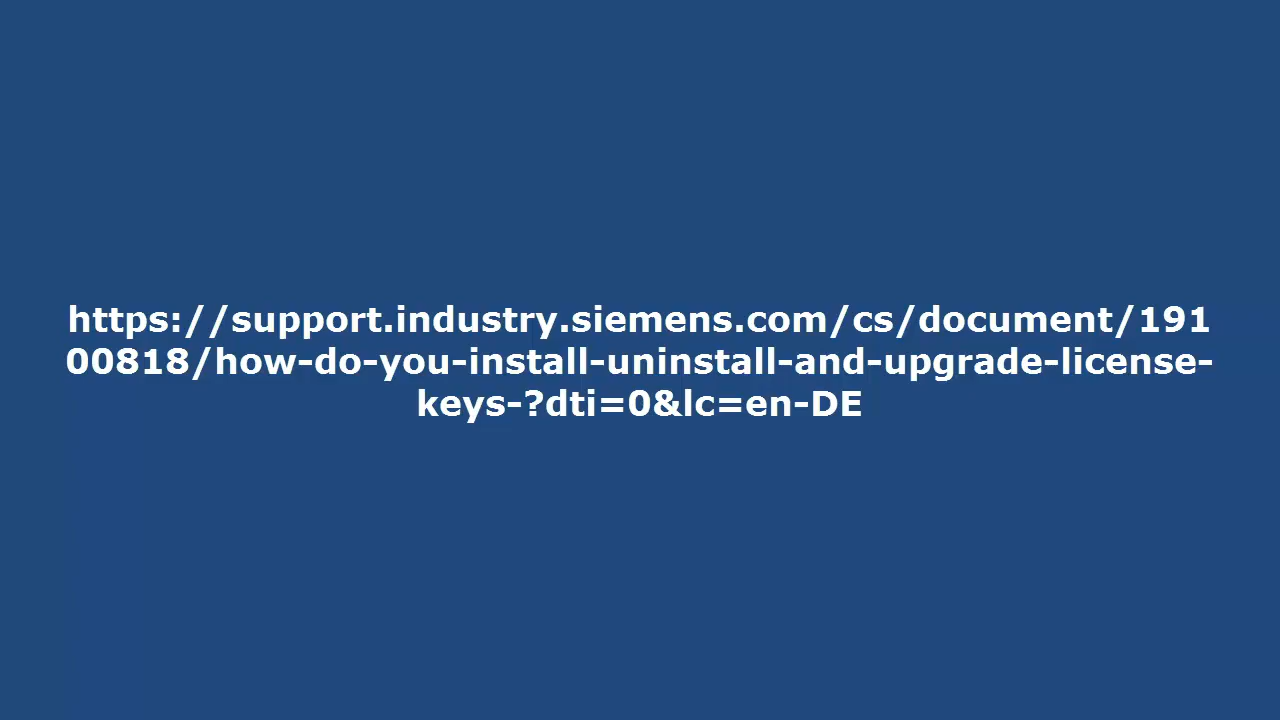 https://support.industry.siemens.com/cs/document/191
00818/how-do-you-install-uninstall-and-upgrade-license-
keys-?dti=0&lc=en-DE